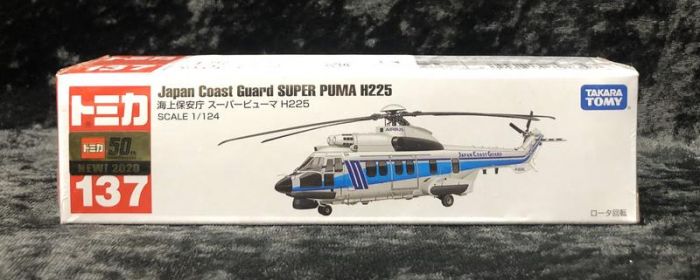 137
トミカ
トミカ 50th
NEW! 2020
137
Japan Coast Guard SUPER PUMA H225
海上保安庁 スーパーピューマ H225
SCALE 1/124
TAKARA
TOMY
AIRBUS
JAPAN COAST GUARD
ロータ回転